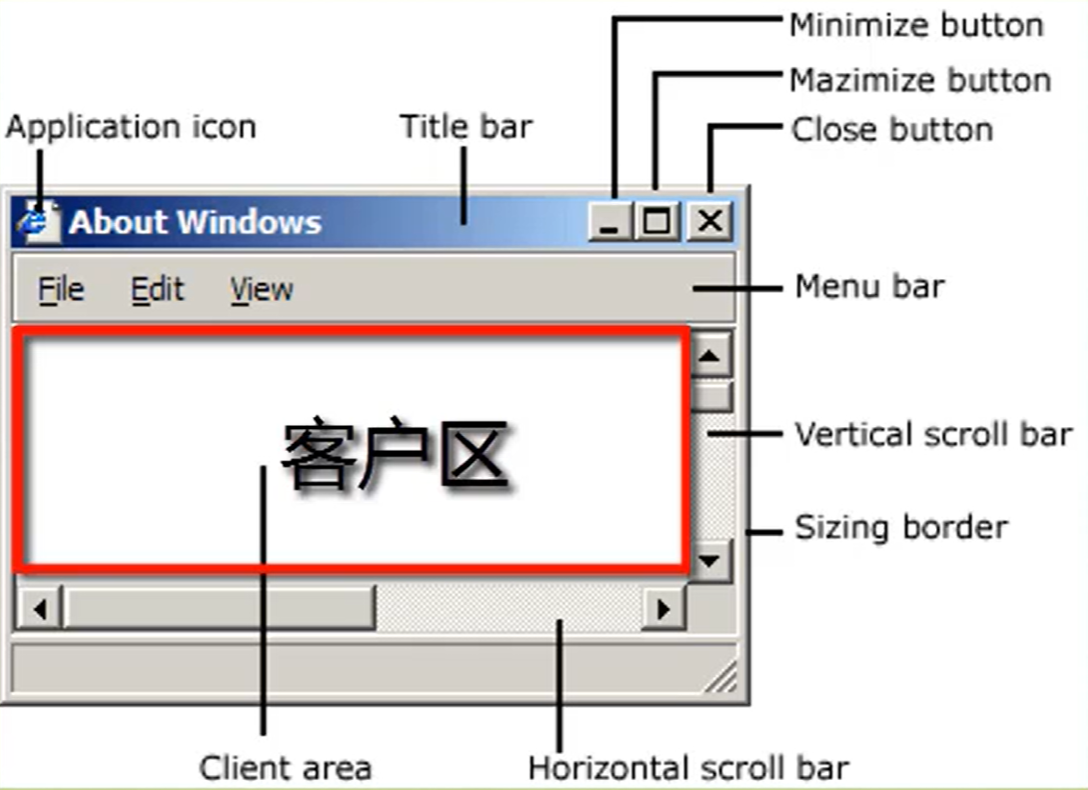 Minimize button
Mazimize button
Close button
Application icon
Title bar
About Windows
File Edit View
Menu bar
客户区
Vertical scroll bar
Sizing border
Client area
Horizontal scroll bar